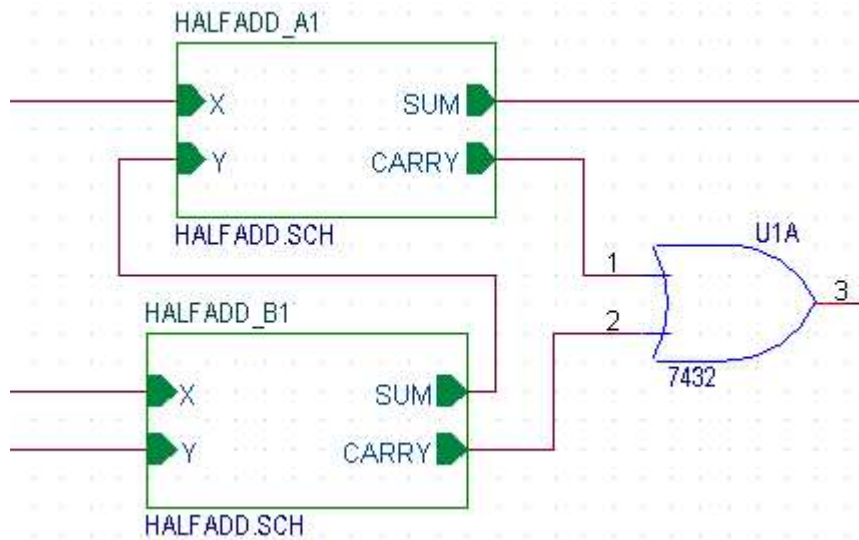 HALFADD_A1
X SUM
Y CARRY
HALFADD.SCH
U1A
1
3
HALFADD_B1
2
7432
X SUM
Y CARRY
HALFADD.SCH